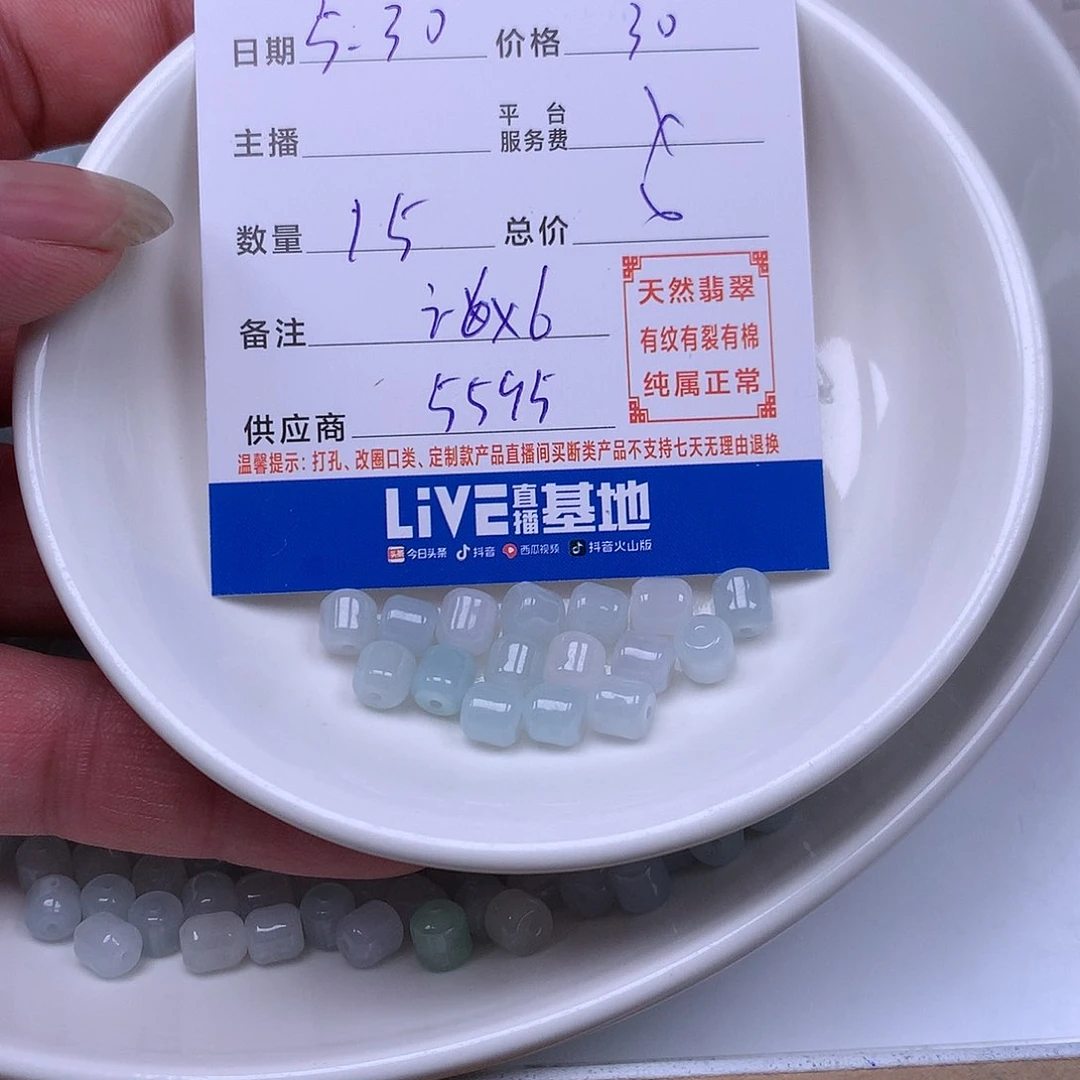 日期 5-30 价格 30
主播 平台服务费
数量 15 总价
备注 6x6
供应商 5595
天然翡翠
有纹有裂有棉
纯属正常
温馨提示：打孔、改圈口类、定制款产品直播间买断类产品不支持七天无理由退换
LiVE直播基地
头条 今日头条 抖音 西瓜视频 抖音火山版